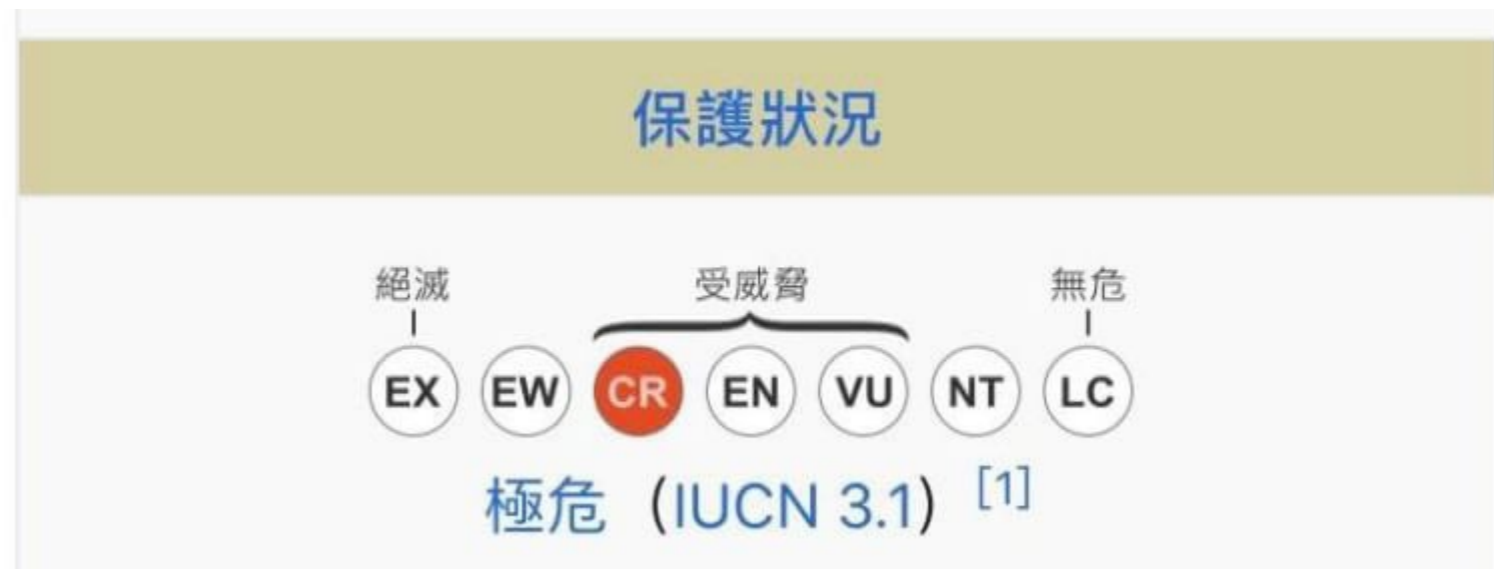 保護狀況
絕滅 受威脅 無危
EX EW CR EN VU NT LC
極危 (IUCN 3.1) [1]